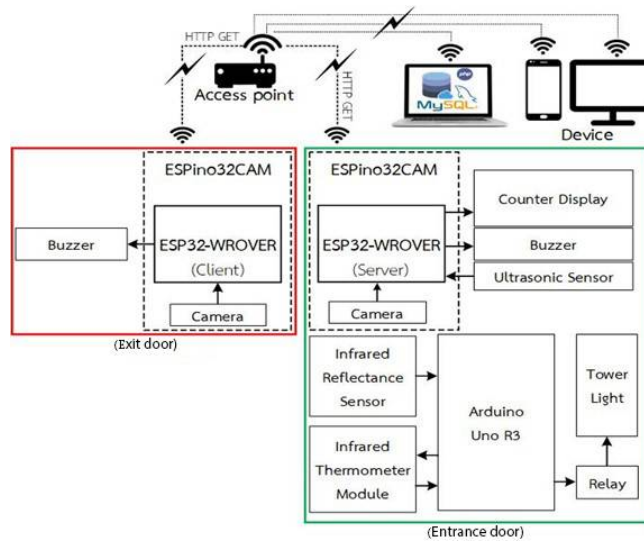 HTTP GET
HTTP GET
Access point
php
MySQL
Device
ESPino32CAM
ESP32-WROVER
(Client)
Buzzer
Camera
(Exit door)
ESPino32CAM
ESP32-WROVER
(Server)
Camera
Counter Display
Buzzer
Ultrasonic Sensor
Infrared
Reflectance
Sensor
Infrared
Thermometer
Module
Arduino
Uno R3
Tower
Light
Relay
(Entrance door)